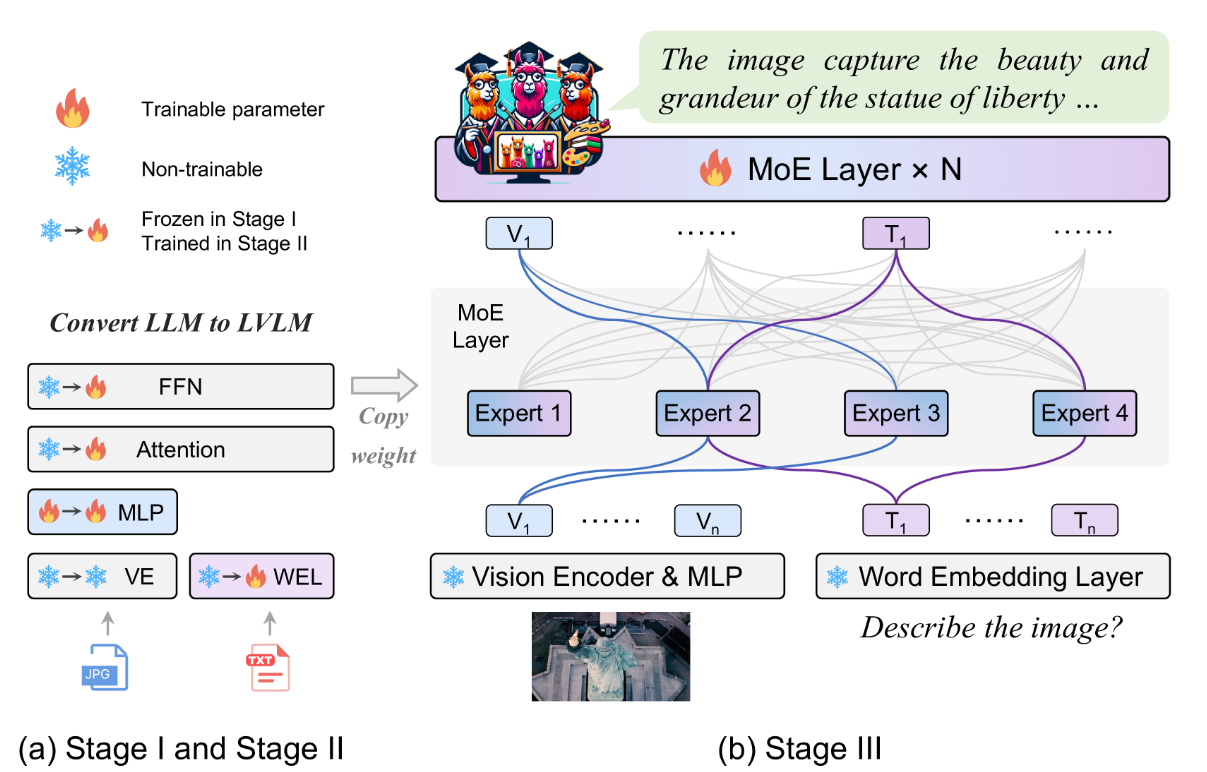 Trainable parameter
Non-trainable
Frozen in Stage I
Trained in Stage II
Convert LLM to LVLM
FFN
Attention
MLP
VE
WEL
JPG
TXT
(a) Stage I and Stage II
Copy
weight
The image capture the beauty and
grandeur of the statue of liberty ...
MoE Layer × N
V1
......
T1
......
MoE
Layer
Expert 1
Expert 2
Expert 3
Expert 4
V1
......
Vn
T1
......
Tn
Vision Encoder & MLP
Word Embedding Layer
Describe the image?
(b) Stage III